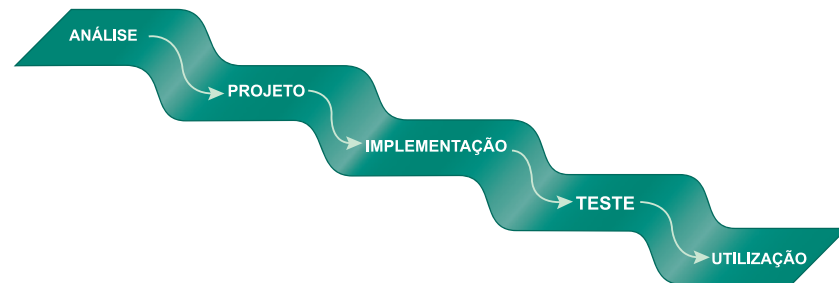 ANÁLISE
PROJETO
IMPLEMENTAÇÃO
TESTE
UTILIZAÇÃO